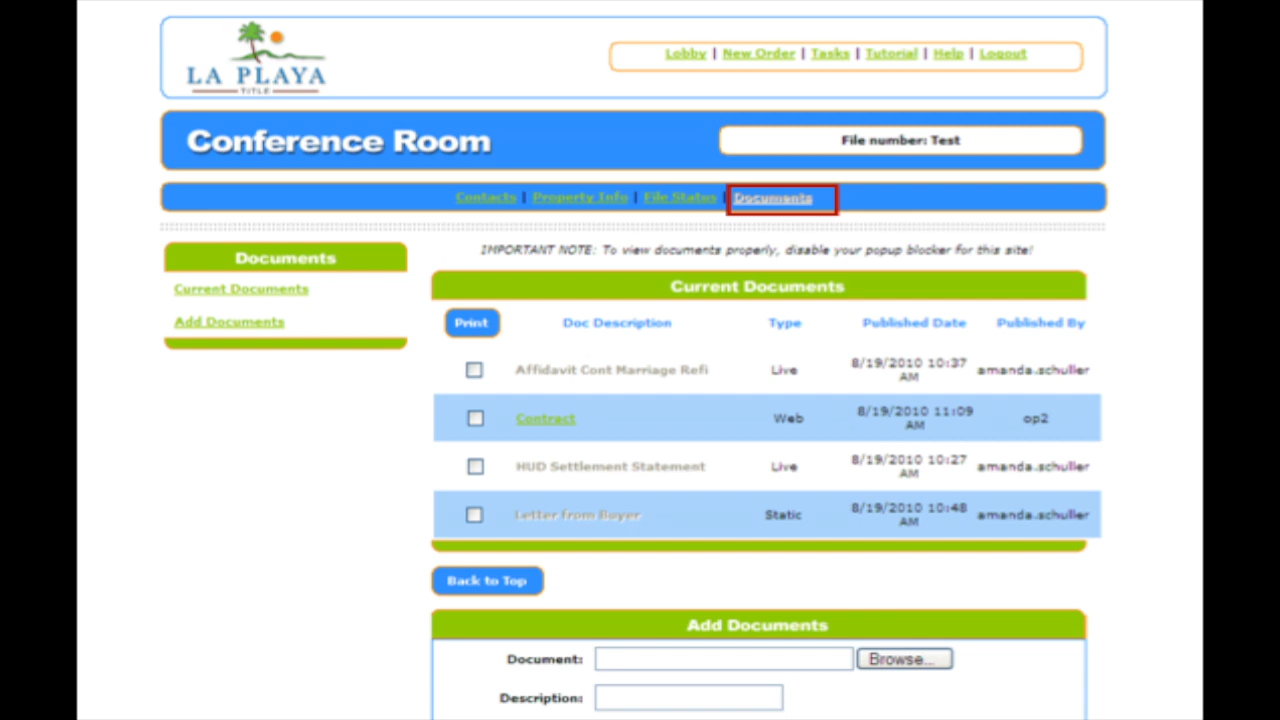 LA PLAYA
TITLE
Lobby | New Order | Tasks | Tutorial | Help | Logout
Conference Room
File number: Test
Contacts | Property Info | File Status | Documents
IMPORTANT NOTE: To view documents properly, disable your popup blocker for this site!
Documents
Current Documents
Add Documents
Current Documents
Print Doc Description Type Published Date Published By
Affidavit Cont Marriage Refi Live 8/19/2010 10:37 AM amanda.schuller
Contract Web 8/19/2010 11:09 AM op2
HUD Settlement Statement Live 8/19/2010 10:27 AM amanda.schuller
Letter from Buyer Static 8/19/2010 10:48 AM amanda.schuller
Back to Top
Add Documents
Document: Browse...
Description: